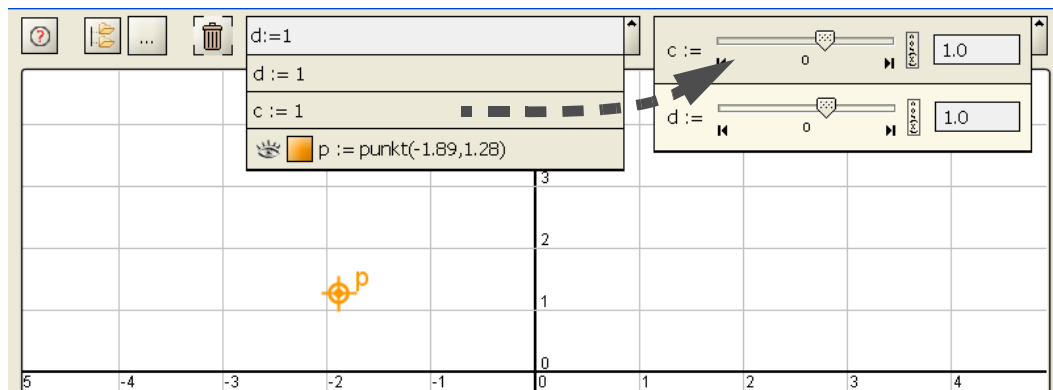 ?
...
d:=1
d := 1
c := 1
p := punkt(-1.89,1.28)
c :=
0
1.0
d :=
0
1.0
3
2
p
1
0
5 -4 -3 -2 -1 0 1 2 3 4